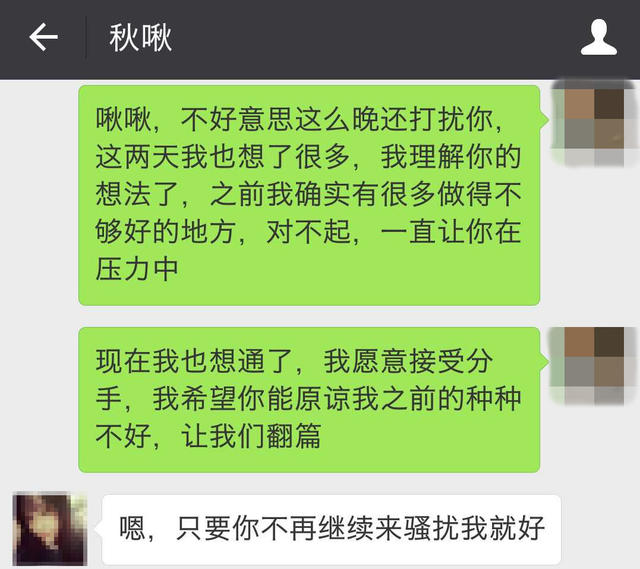 秋啾
啾啾，不好意思这么晚还打扰你，
这两天我也想了很多，我理解你的
想法了，之前我确实有很多做得不
够好的地方，对不起，一直让你在
压力中
现在我也想通了，我愿意接受分
手，我希望你能原谅我之前的种种
不好，让我们翻篇
嗯，只要你不再继续来骚扰我就好